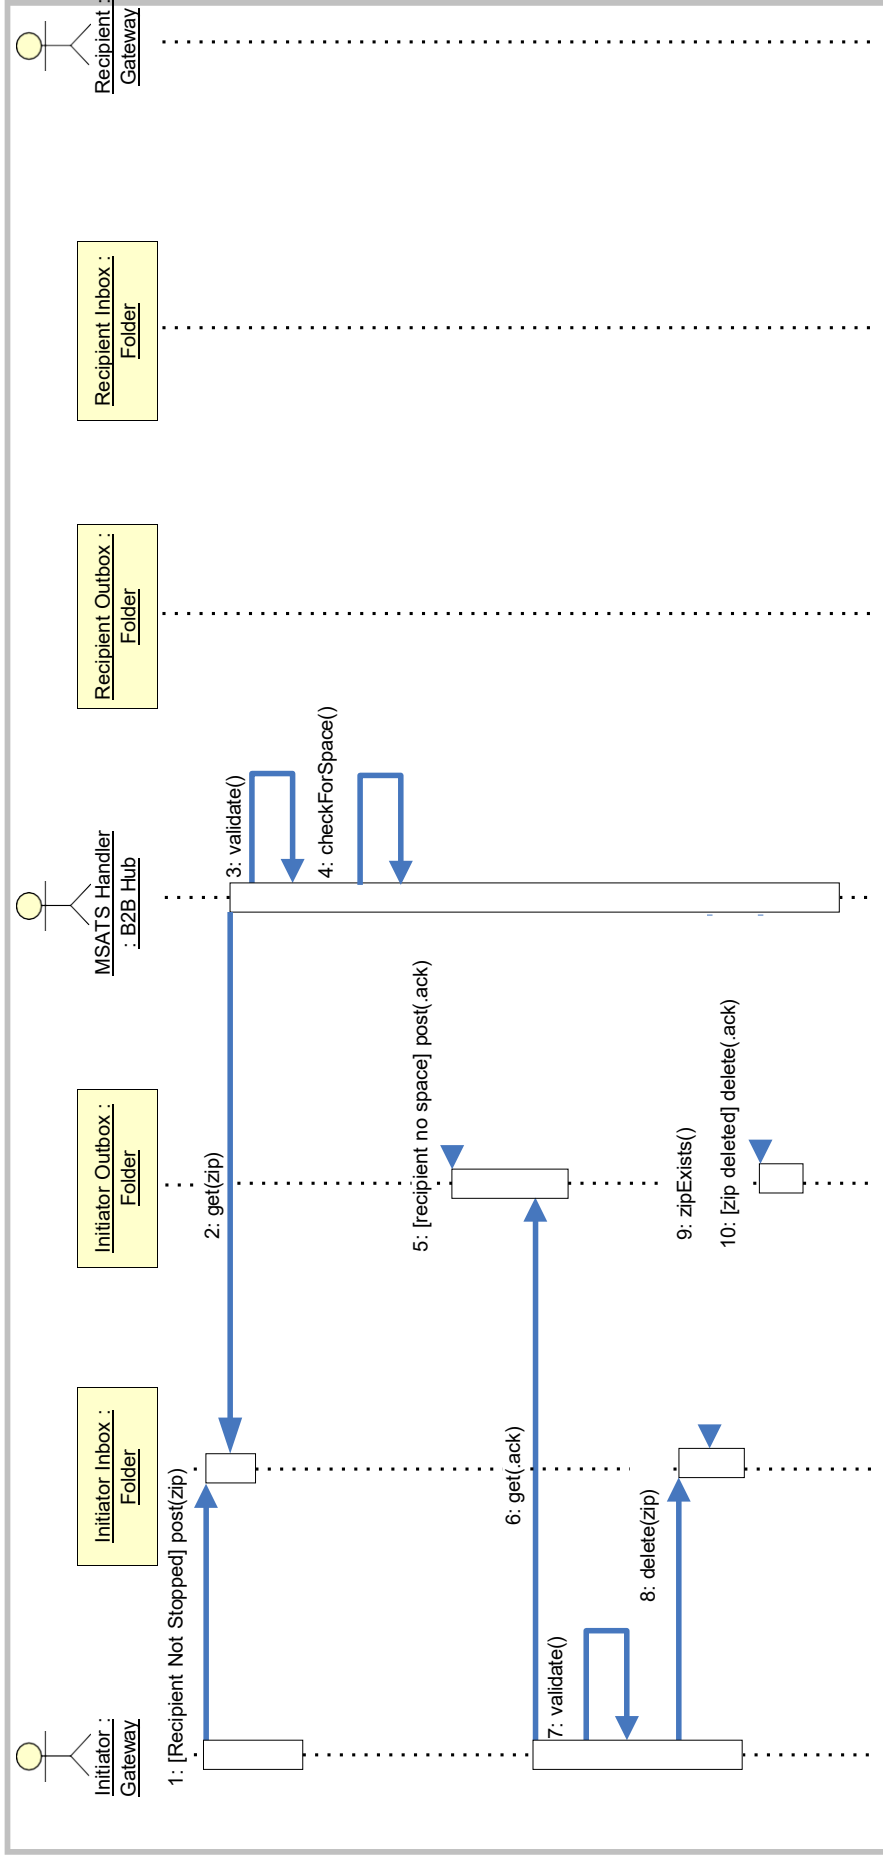 Initiator :
Gateway
Initiator Inbox :
Folder
Initiator Outbox :
Folder
MSATS Handler
: B2B Hub
Recipient Outbox :
Folder
Recipient Inbox :
Folder
Recipient :
Gateway
1: [Recipient Not Stopped] post(zip)
2: get(zip)
3: validate()
4: checkForSpace()
5: [recipient no space] post(.ack)
6: get(.ack)
7: validate()
8: delete(zip)
9: zipExists()
10: [zip deleted] delete(.ack)